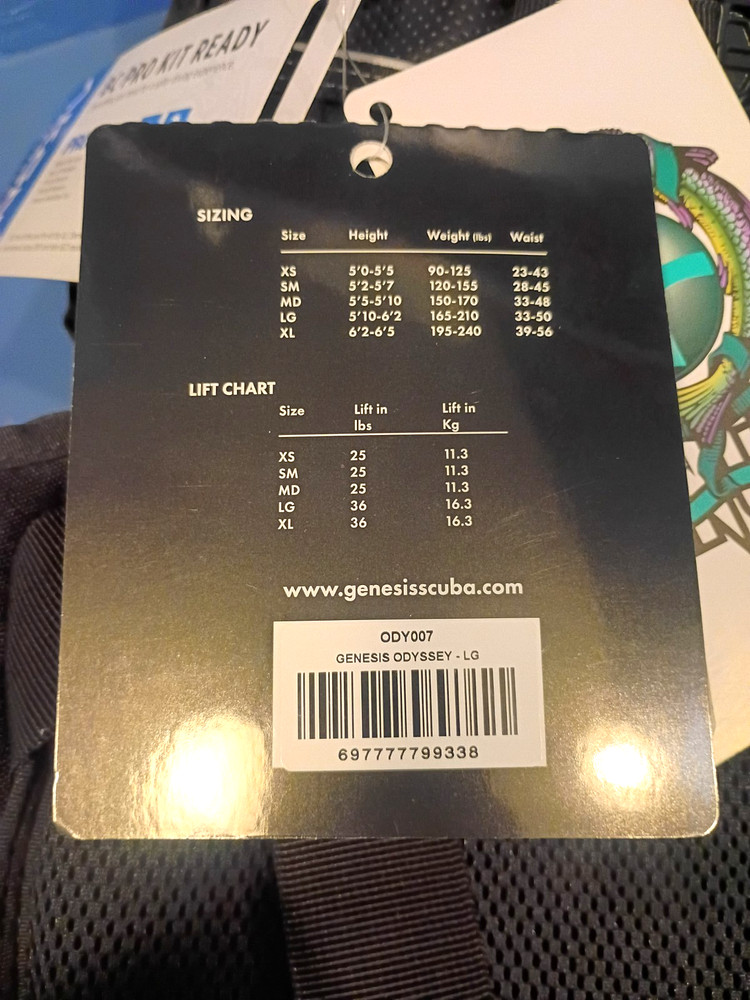 BC PRO KIT READY
SIZING
Size Height Weight (lbs) Waist
XS 5'0-5'5 90-125 23-43
SM 5'2-5'7 120-155 28-45
MD 5'5-5'10 150-170 33-48
LG 5'10-6'2 165-210 33-50
XL 6'2-6'5 195-240 39-56
LIFT CHART
Size Lift in lbs Lift in Kg
XS 25 11.3
SM 25 11.3
MD 25 11.3
LG 36 16.3
XL 36 16.3
www.genesisscuba.com
ODY007
GENESIS ODYSSEY - LG
697777799338